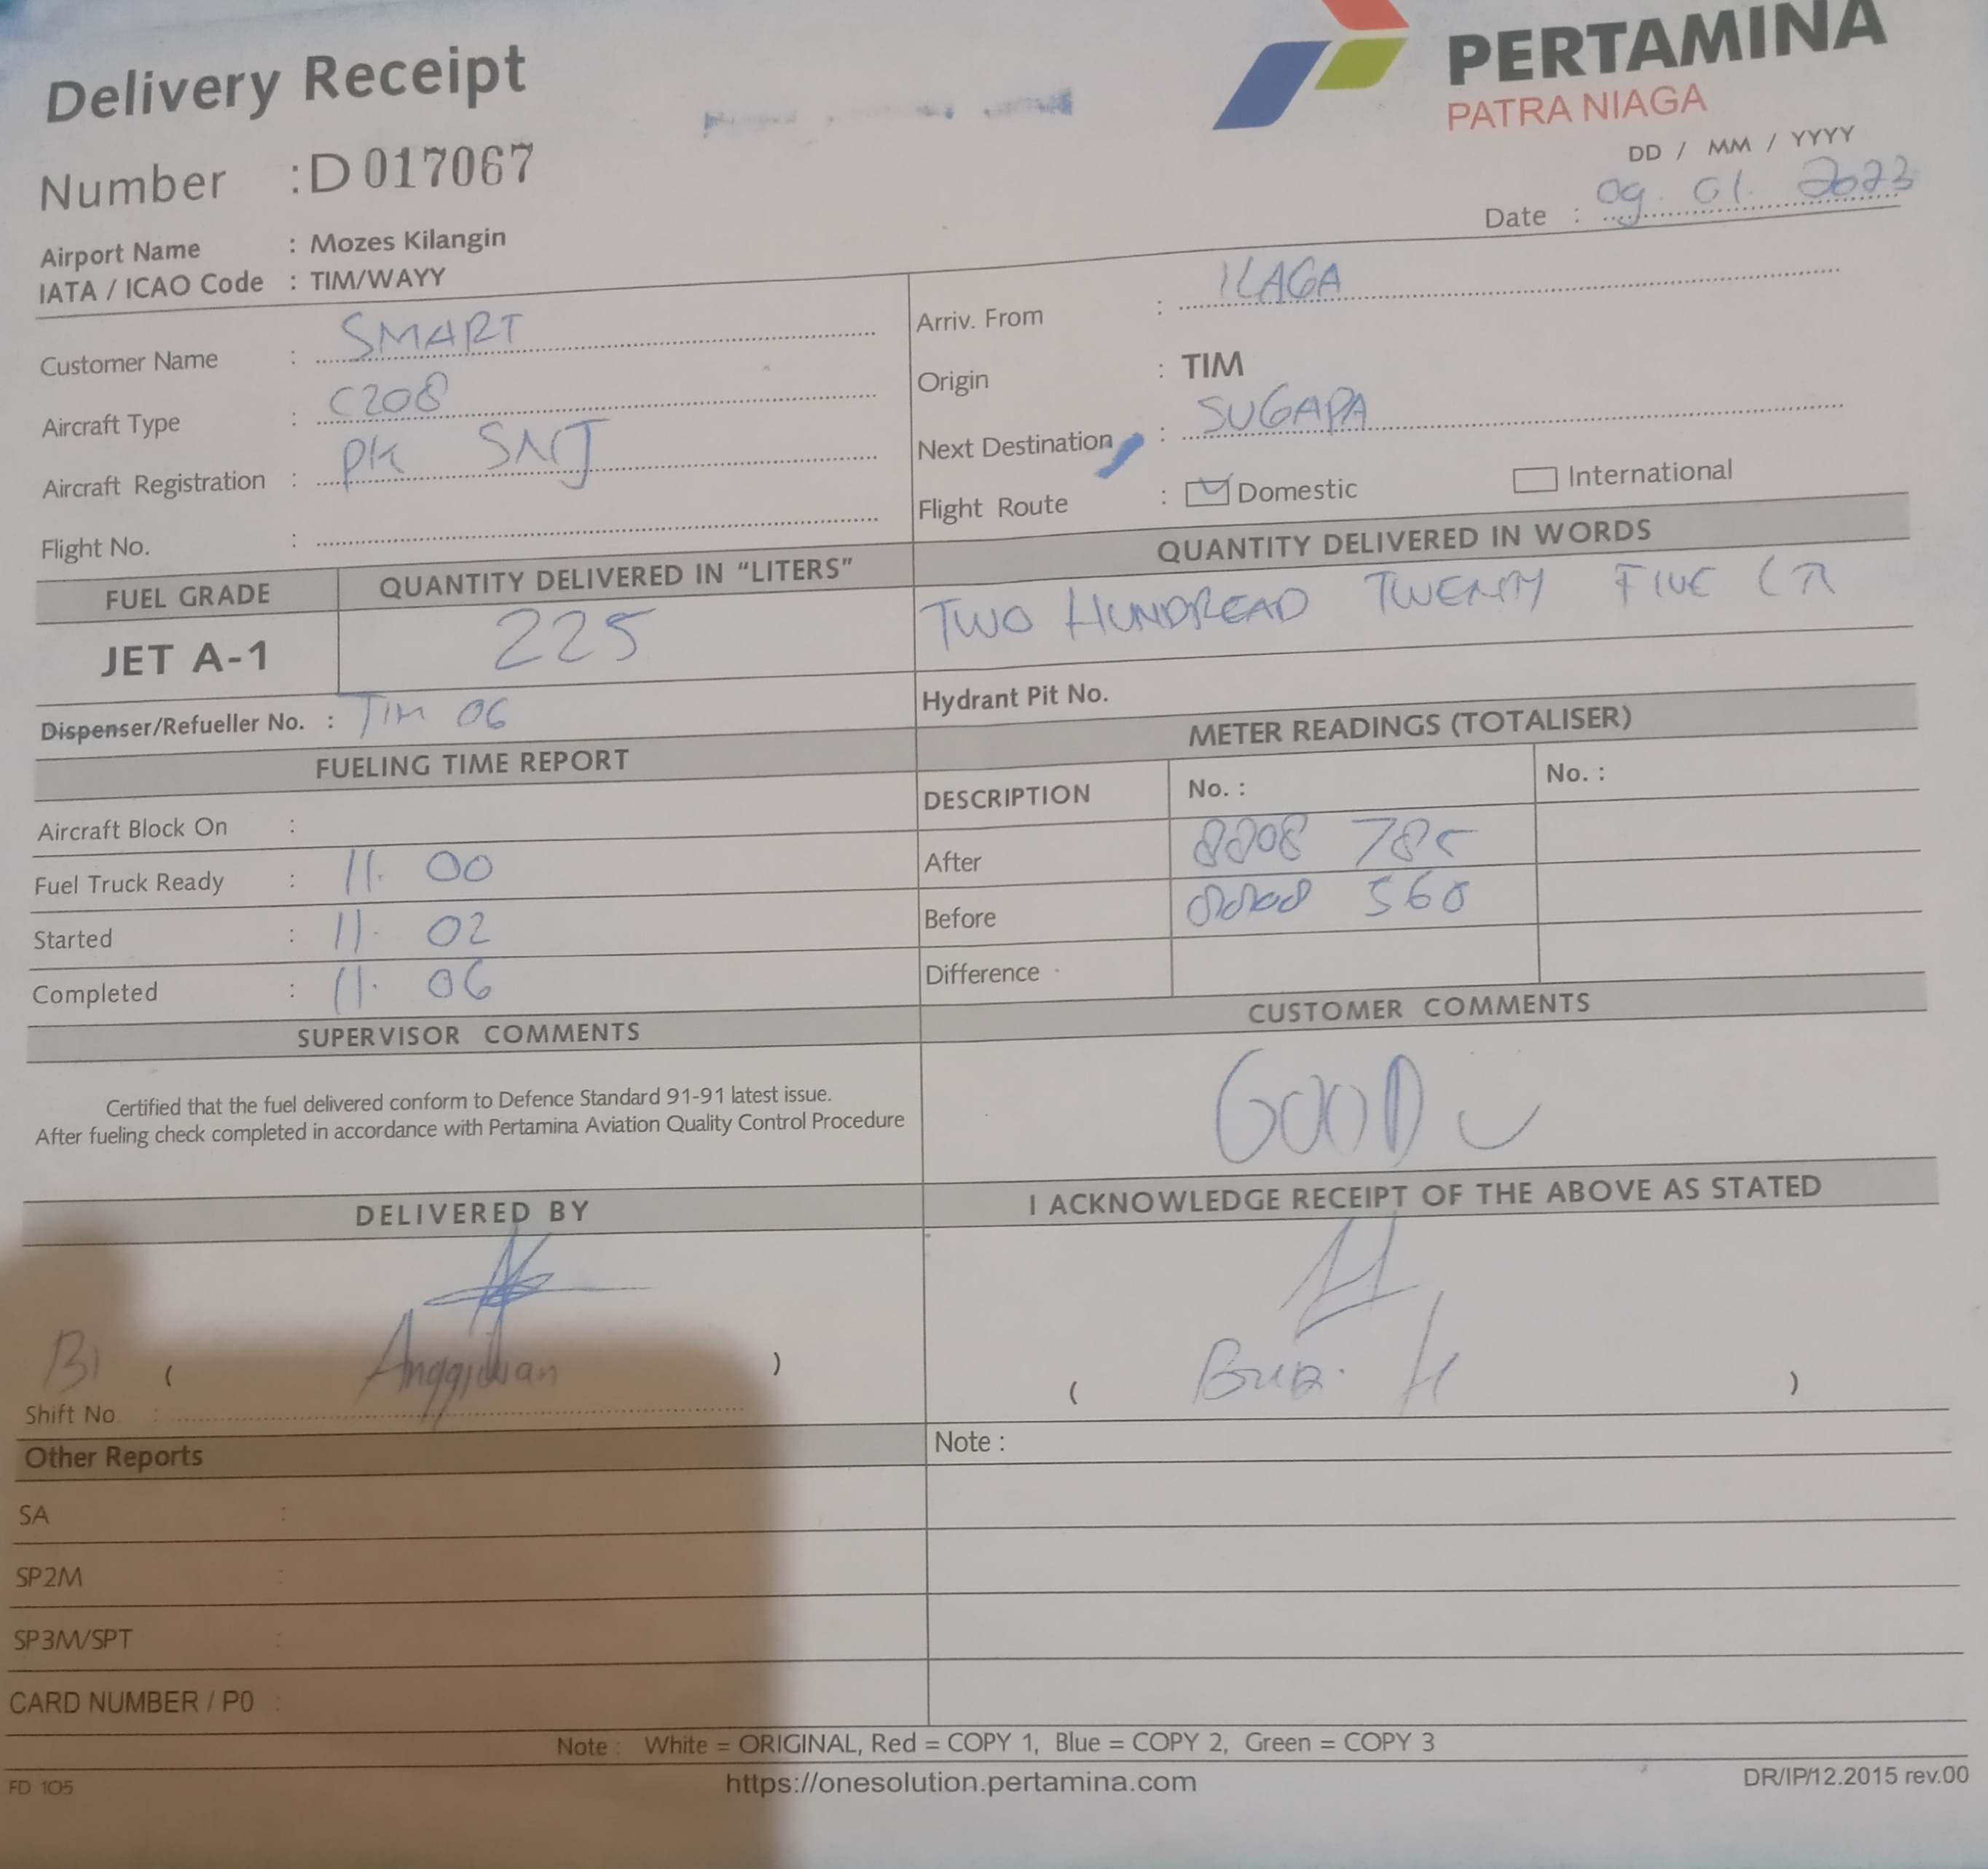 Delivery Receipt
PERTAMINA
PATRA NIAGA
Number : D 017067
DD / MM / YYYY
Date : 09. 01. 2023
Airport Name : Mozes Kilangin
IATA / ICAO Code : TIM/WAYY
Customer Name : SMART
Aircraft Type : C208
Aircraft Registration : PK SNJ
Flight No. :
Arriv. From : ILAGA
Origin : TIM
Next Destination : SUGAPA
Flight Route : Domestic International
FUEL GRADE QUANTITY DELIVERED IN "LITERS" QUANTITY DELIVERED IN WORDS
JET A-1 225 TWO HUNDREAD TWENTY FIVE LTR
Dispenser/Refueller No. : TIM 06
Hydrant Pit No.
FUELING TIME REPORT
Aircraft Block On :
Fuel Truck Ready : 11. 00
Started : 11. 02
Completed : 11. 06
METER READINGS (TOTALISER)
DESCRIPTION No. : No. :
After 785
Before 560
Difference
SUPERVISOR COMMENTS
Certified that the fuel delivered conform to Defence Standard 91-91 latest issue.
After fueling check completed in accordance with Pertamina Aviation Quality Control Procedure
CUSTOMER COMMENTS
GOOD
DELIVERED BY
B1 ( )
Shift No. :
I ACKNOWLEDGE RECEIPT OF THE ABOVE AS STATED
( )
Other Reports
SA :
SP2M :
SP3M/SPT :
CARD NUMBER / P0 :
Note :
Note : White = ORIGINAL, Red = COPY 1, Blue = COPY 2, Green = COPY 3
FD 105
https://onesolution.pertamina.com
DR/IP/12.2015 rev.00